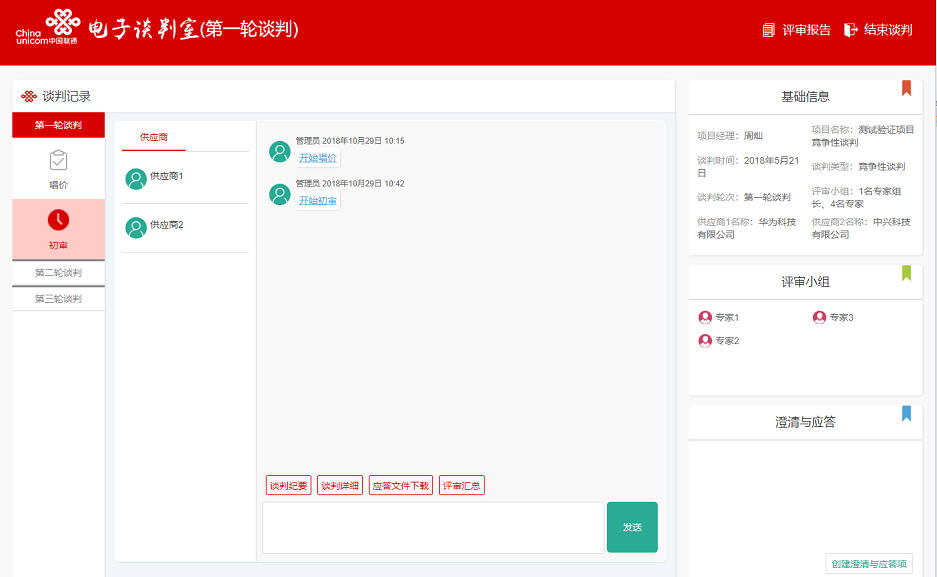 China
unicom中国联通
电子谈判室(第一轮谈判)
评审报告
结束谈判
谈判记录
第一轮谈判
唱价
初审
第二轮谈判
第三轮谈判
供应商
供应商1
供应商2
管理员 2018年10月29日 10:15
开始唱价
管理员 2018年10月29日 10:42
开始初审
谈判纪要
谈判详细
应答文件下载
评审汇总
发送
基础信息
项目经理：周灿
项目名称：测试验证项目
竞争性谈判
谈判时间：2018年5月21
日
谈判类型：竞争性谈判
谈判轮次：第一轮谈判
评审小组：1名专家组
长、4名专家
供应商1名称：华为科技
有限公司
供应商2名称：中兴科技
有限公司
评审小组
专家1
专家3
专家2
澄清与应答
创建澄清与应答项